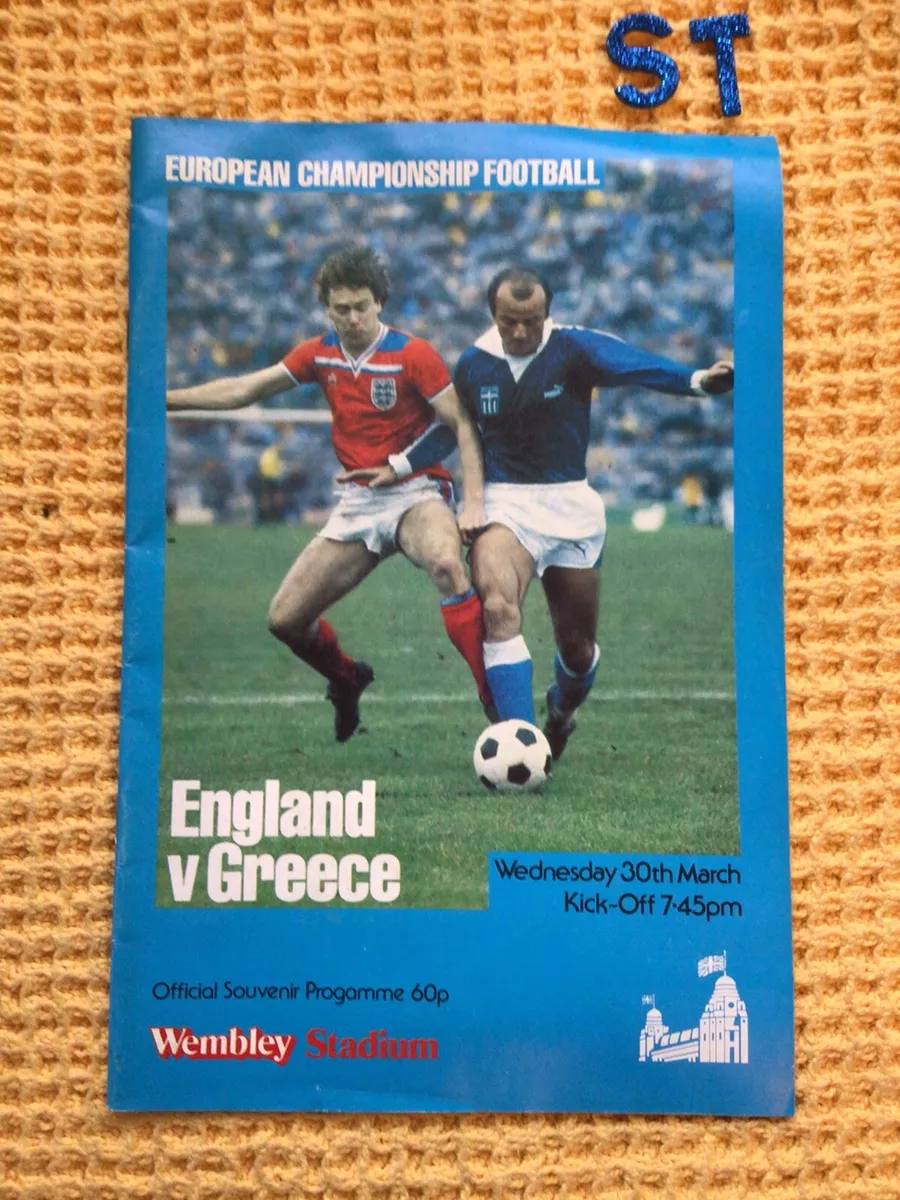 ST
EUROPEAN CHAMPIONSHIP FOOTBALL
England
v Greece
Wednesday 30th March
Kick-Off 7·45pm
Official Souvenir Progamme 60p
Wembley Stadium